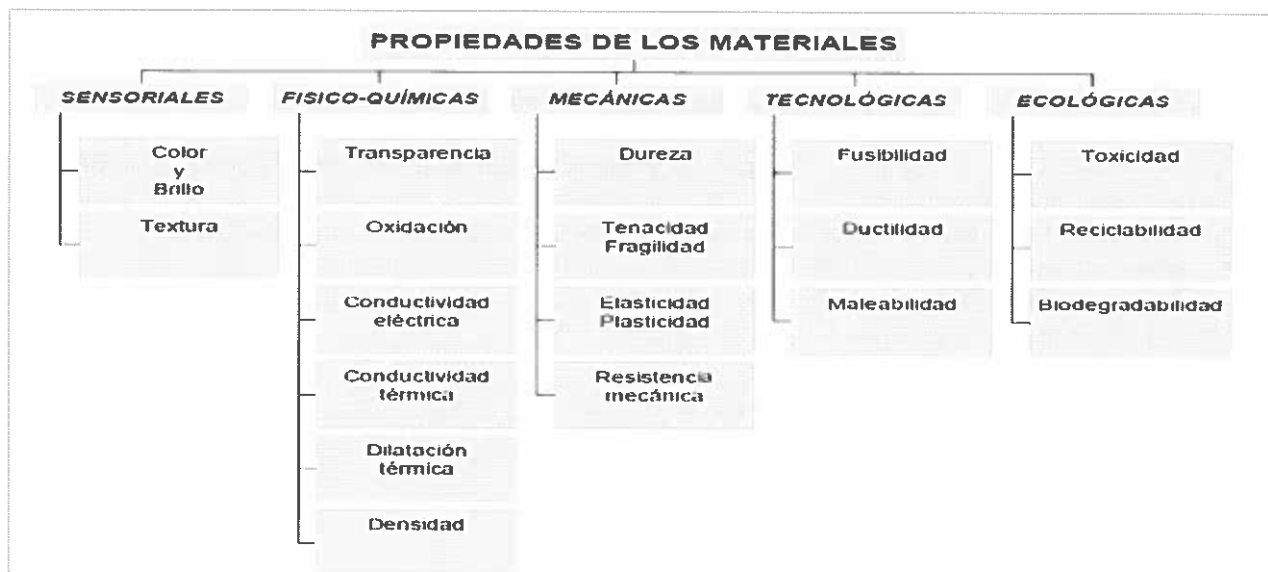 PROPIEDADES DE LOS MATERIALES
SENSORIALES
Color
y
Brillo
Textura
FISICO-QUÍMICAS
Transparencia
Oxidación
Conductividad
eléctrica
Conductividad
térmica
Dilatación
térmica
Densidad
MECÁNICAS
Dureza
Tenacidad
Fragilidad
Elasticidad
Plasticidad
Resistencia
mecánica
TECNOLÓGICAS
Fusibilidad
Ductilidad
Maleabilidad
ECOLÓGICAS
Toxicidad
Reciclabilidad
Biodegradabilidad